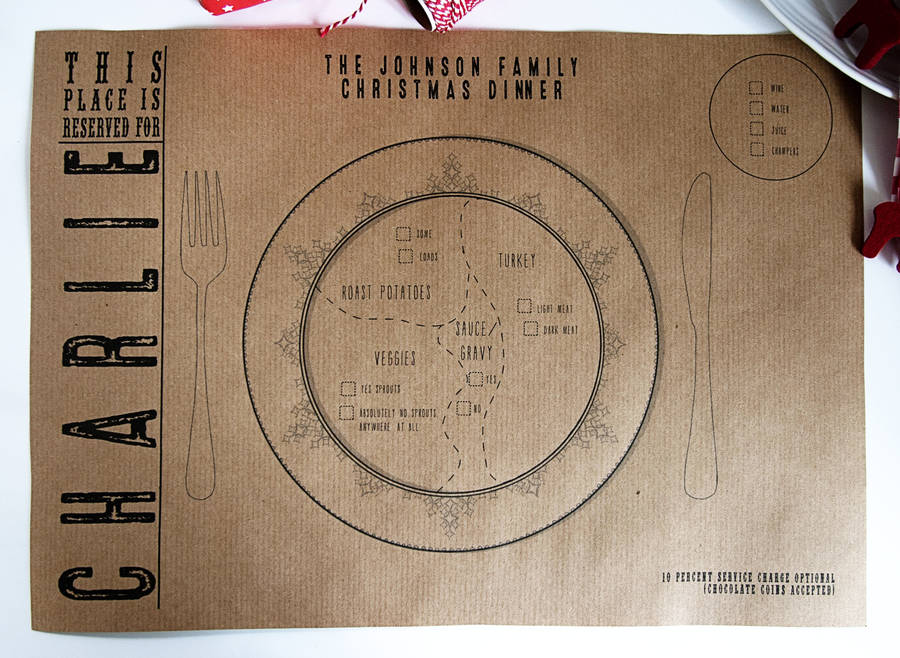 THIS
PLACE IS
RESERVED FOR
CHARLIE
THE JOHNSON FAMILY
CHRISTMAS DINNER
WINE
WATER
JUICE
CHAMPERS
SOME
LOADS
ROAST POTATOES
TURKEY
LIGHT MEAT
DARK MEAT
SAUCE /
GRAVY
YES
NO
VEGGIES
YES SPROUTS
ABSOLUTELY NO SPROUTS
ANYWHERE AT ALL
10 PERCENT SERVICE CHARGE OPTIONAL
(CHOCOLATE COINS ACCEPTED)